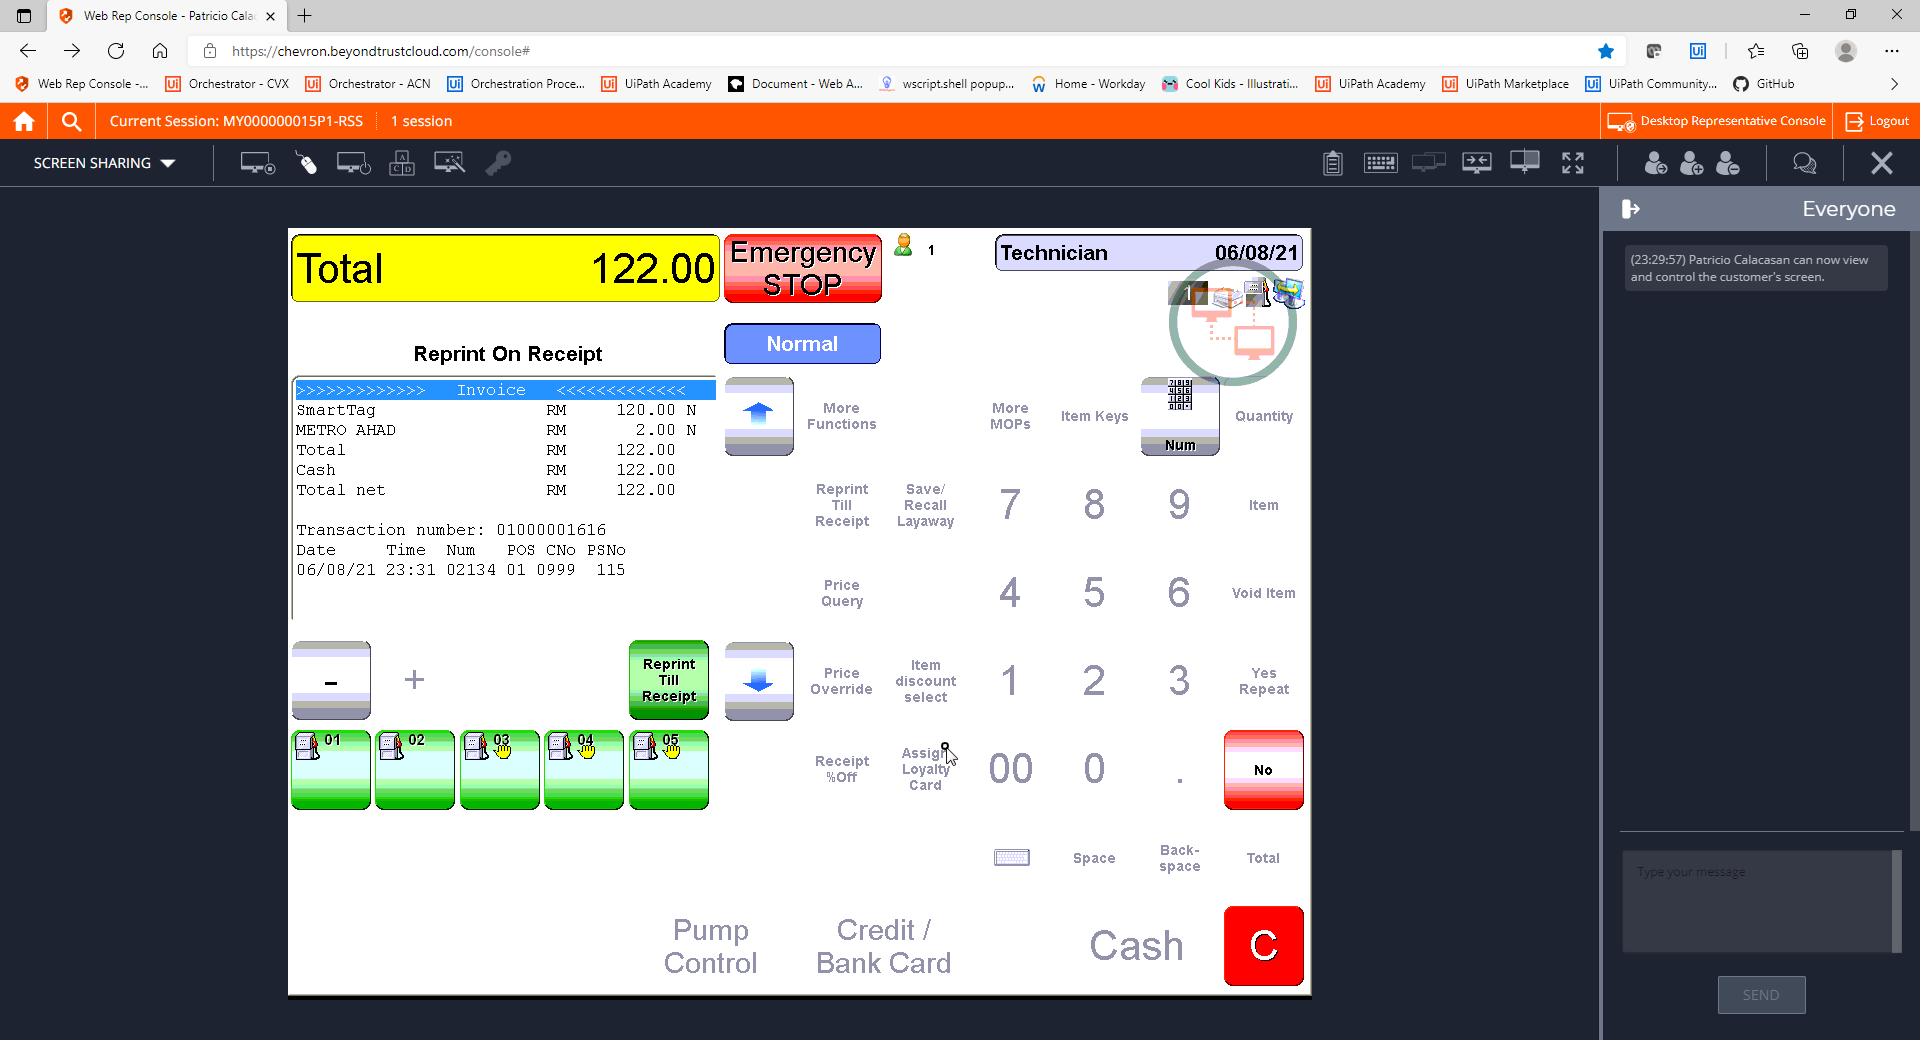 Web Rep Console - Patricio Cala
https://chevron.beyondtrustcloud.com/console#
Web Rep Console -... Orchestrator - CVX Orchestrator - ACN Orchestration Proce... UiPath Academy Document - Web A... wscript.shell popup... Home - Workday Cool Kids - Illustrati... UiPath Academy UiPath Marketplace UiPath Community... GitHub
Current Session: MY000000015P1-RSS 1 session Desktop Representative Console Logout
SCREEN SHARING
Everyone
(23:29:57) Patricio Calacasan can now view
and control the customer's screen.
Total 122.00
Emergency
STOP
1
Technician 06/08/21
1
Normal
Reprint On Receipt
>>>>>>>>>>>>> Invoice <<<<<<<<<<<<<
SmartTag RM 120.00 N
METRO AHAD RM 2.00 N
Total RM 122.00
Cash RM 122.00
Total net RM 122.00
Transaction number: 01000001616
Date Time Num POS CNo PSNo
06/08/21 23:31 02134 01 0999 115
- +
Reprint
Till
Receipt
01 02 03 04 05
More
Functions
More
MOPs
Item Keys
Num
Quantity
Reprint
Till
Receipt
Save/
Recall
Layaway
7 8 9
Item
Price
Query
4 5 6
Void Item
Price
Override
Item
discount
select
1 2 3
Yes
Repeat
Receipt
%Off
Assign
Loyalty
Card
00 0 .
No
Space
Back-
space
Total
Pump
Control
Credit /
Bank Card
Cash
C
Type your message
SEND